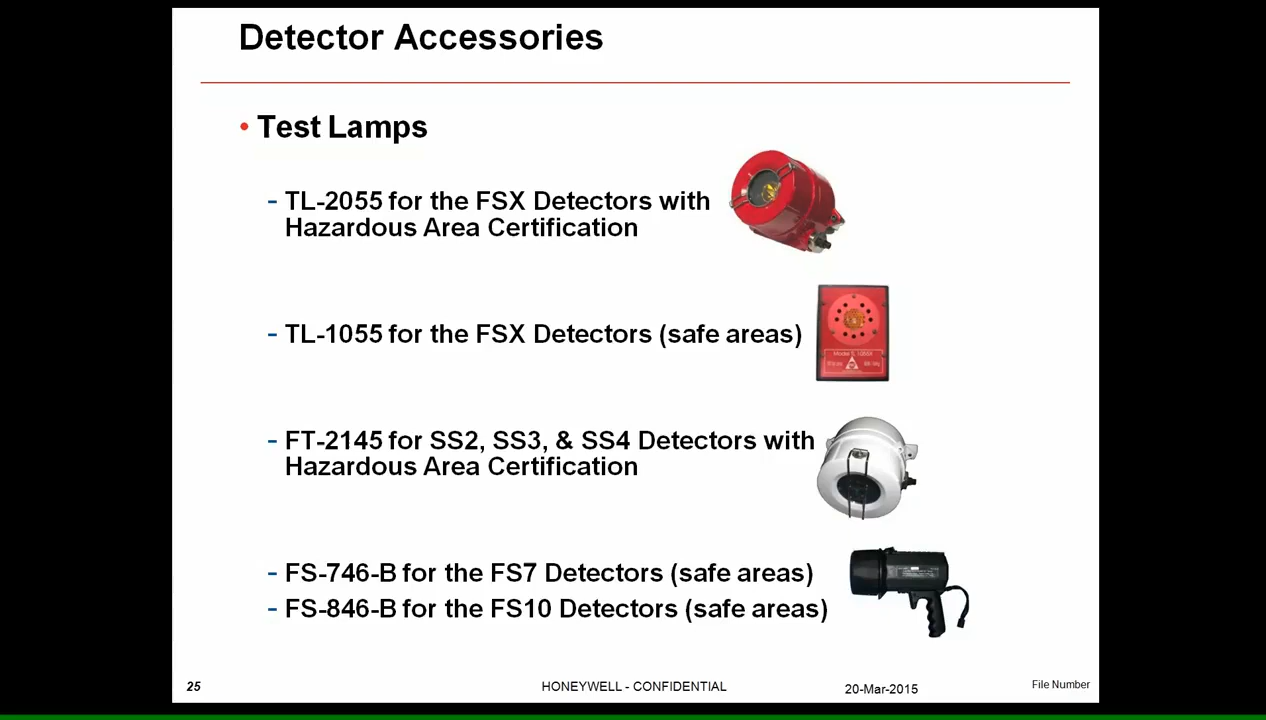 Detector Accessories
• Test Lamps
- TL-2055 for the FSX Detectors with
Hazardous Area Certification
- TL-1055 for the FSX Detectors (safe areas)
- FT-2145 for SS2, SS3, & SS4 Detectors with
Hazardous Area Certification
- FS-746-B for the FS7 Detectors (safe areas)
- FS-846-B for the FS10 Detectors (safe areas)
25
HONEYWELL - CONFIDENTIAL
20-Mar-2015
File Number